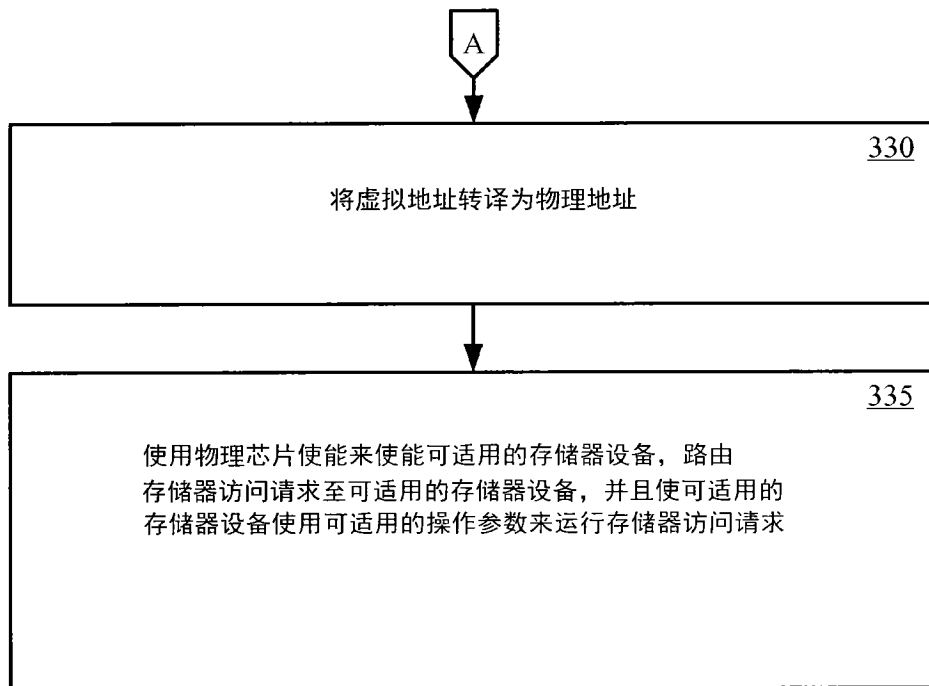 A
330
将虚拟地址转译为物理地址
335
使用物理芯片使能来使能可适用的存储器设备，路由
存储器访问请求至可适用的存储器设备，并且使可适用的
存储器设备使用可适用的操作参数来运行存储器访问请求